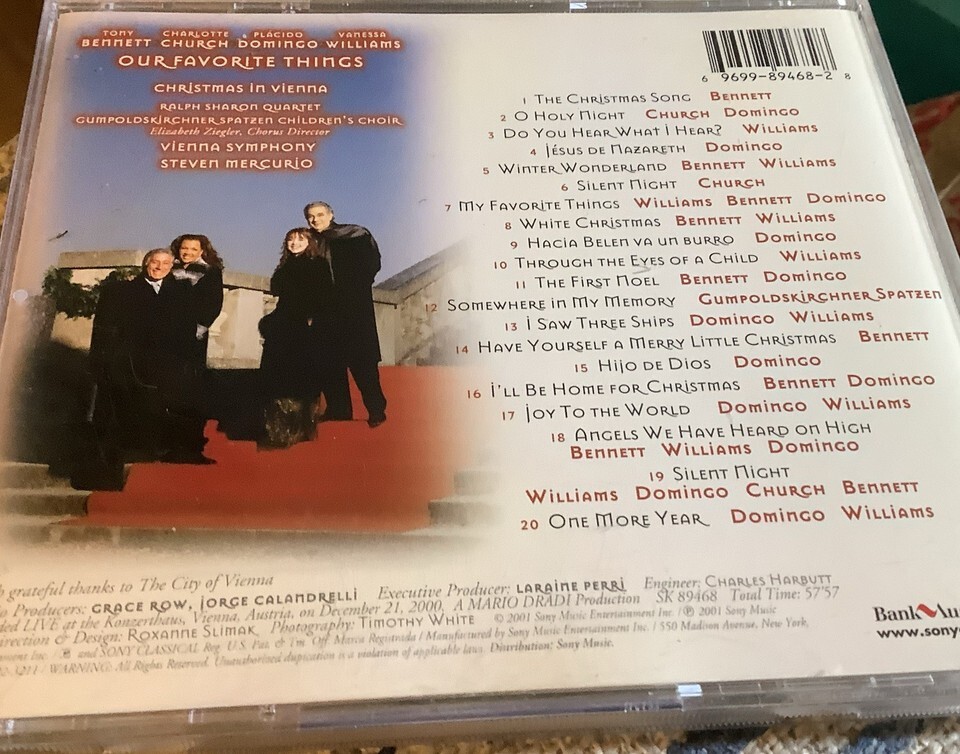 TONY CHARLOTTE PLÁCIDO VANESSA
BENNETT CHURCH DOMINGO WILLIAMS
OUR FAVORITE THINGS
CHRISTMAS IN VIENNA
RALPH SHARON QUARTET
GUMPOLDSKIRCHNER SPATZEN CHILDREN'S CHOIR
Elizabeth Ziegler, Chorus Director
VIENNA SYMPHONY
STEVEN MERCURIO
6 9699-89468-2 8
1 THE CHRISTMAS SONG BENNETT
2 O HOLY NIGHT CHURCH DOMINGO
3 DO YOU HEAR WHAT I HEAR? WILLIAMS
4 JÉSUS DE NAZARETH DOMINGO
5 WINTER WONDERLAND BENNETT WILLIAMS
6 SILENT NIGHT CHURCH
7 MY FAVORITE THINGS WILLIAMS BENNETT DOMINGO
8 WHITE CHRISTMAS BENNETT WILLIAMS
9 HACIA BELEN VA UN BURRO DOMINGO
10 THROUGH THE EYES OF A CHILD WILLIAMS
11 THE FIRST NOEL BENNETT DOMINGO
12 SOMEWHERE IN MY MEMORY GUMPOLDSKIRCHNER SPATZEN
13 I SAW THREE SHIPS DOMINGO WILLIAMS
14 HAVE YOURSELF A MERRY LITTLE CHRISTMAS BENNETT
15 HIJO DE DIOS DOMINGO
16 I'LL BE HOME FOR CHRISTMAS BENNETT DOMINGO
17 JOY TO THE WORLD DOMINGO WILLIAMS
18 ANGELS WE HAVE HEARD ON HIGH
BENNETT WILLIAMS DOMINGO
19 SILENT NIGHT
WILLIAMS DOMINGO CHURCH BENNETT
20 ONE MORE YEAR DOMINGO WILLIAMS
grateful thanks to The City of Vienna
Producers: GRACE ROW, JORGE CALANDRELLI Executive Producer: LARAINE PERRI Engineer: CHARLES HARBUTT
LIVE at the Konzerthaus, Vienna, Austria, on December 21, 2000. A MARIO DRADI Production SK 89468 Total Time: 57'57
& Design: ROXANNE SLIMAK Photography: TIMOTHY WHITE © 2001 Sony Music Entertainment Inc. / ℗ 2001 Sony Music
Inc. / ℗ and SONY CLASSICAL Reg. U.S. Pat. & Tm. Off. Marca Registrada / Manufactured by Sony Music Entertainment Inc. / 550 Madison Avenue, New York,
/ WARNING: All Rights Reserved. Unauthorized duplication is a violation of applicable laws. Distribution: Sony Music.
Bank Au
www.sony